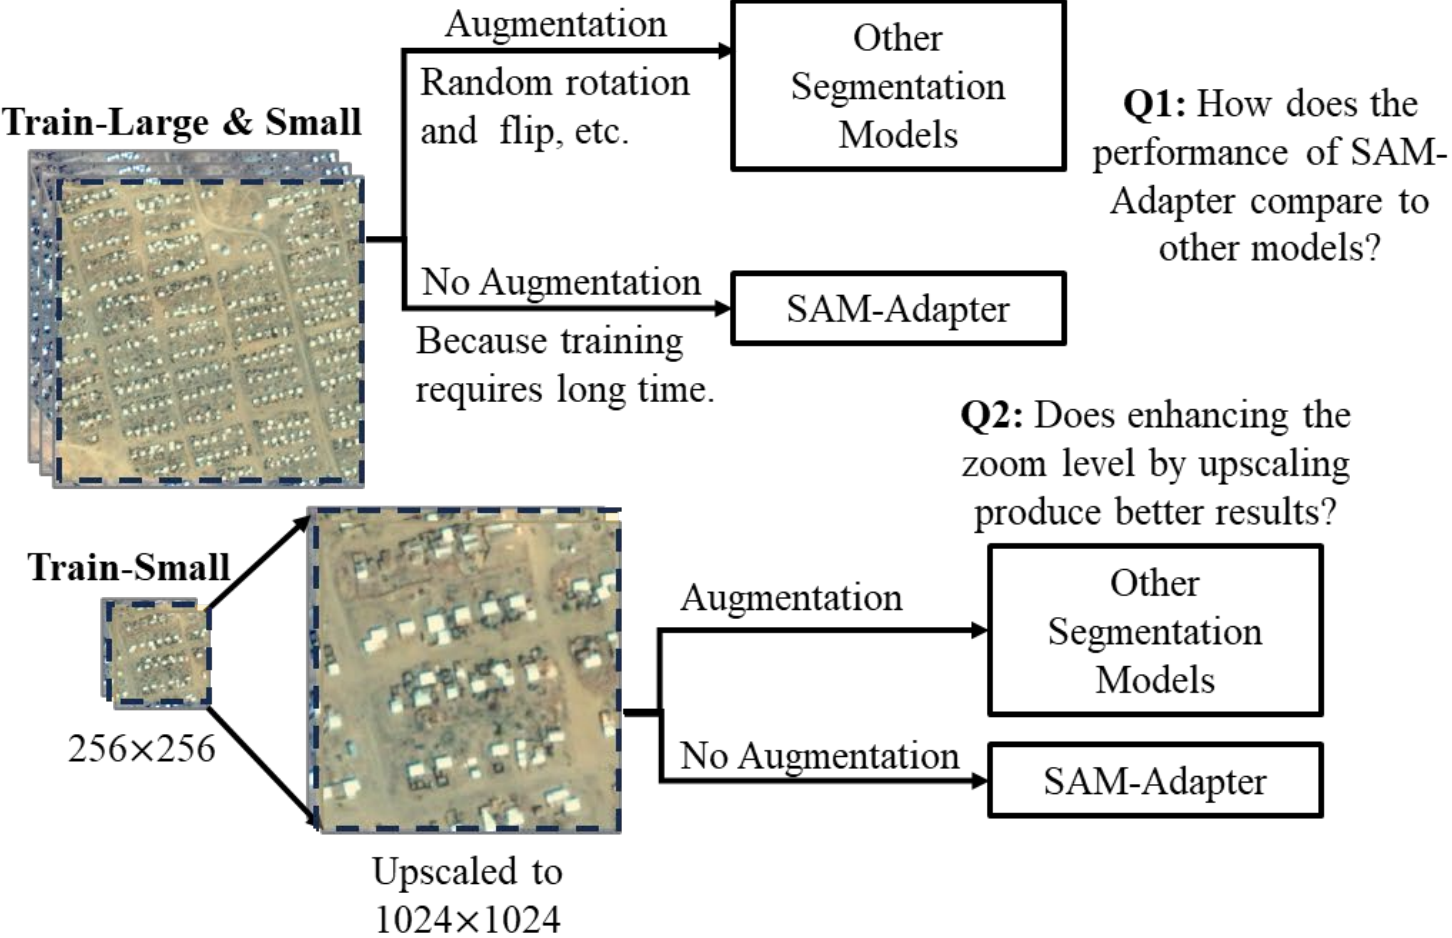 Train-Large & Small
Augmentation
Random rotation
and flip, etc.
Other
Segmentation
Models
No Augmentation
Because training
requires long time.
SAM-Adapter
Q1: How does the
performance of SAM-
Adapter compare to
other models?
Q2: Does enhancing the
zoom level by upscaling
produce better results?
Train-Small
256×256
Upscaled to
1024×1024
Augmentation
Other
Segmentation
Models
No Augmentation
SAM-Adapter